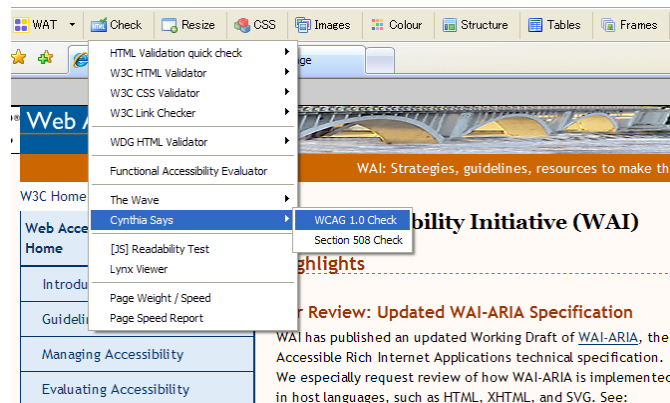 WAT Check Resize CSS Images Colour Structure Tables Frames
HTML Validation quick check
W3C HTML Validator
W3C CSS Validator
W3C Link Checker
WDG HTML Validator
Functional Accessibility Evaluator
The Wave
Cynthia Says
WCAG 1.0 Check
Section 508 Check
[JS] Readability Test
Lynx Viewer
Page Weight / Speed
Page Speed Report
ge
Web A
WAI: Strategies, guidelines, resources to make th
W3C Home
Web Acce
Home
Introdu
Guideli
Managing Accessibility
Evaluating Accessibility
bility Initiative (WAI)
ghlights
r Review: Updated WAI-ARIA Specification
WAI has published an updated Working Draft of WAI-ARIA, the
Accessible Rich Internet Applications technical specification.
We especially request review of how WAI-ARIA is implemented
in host languages, such as HTML, XHTML, and SVG. See: